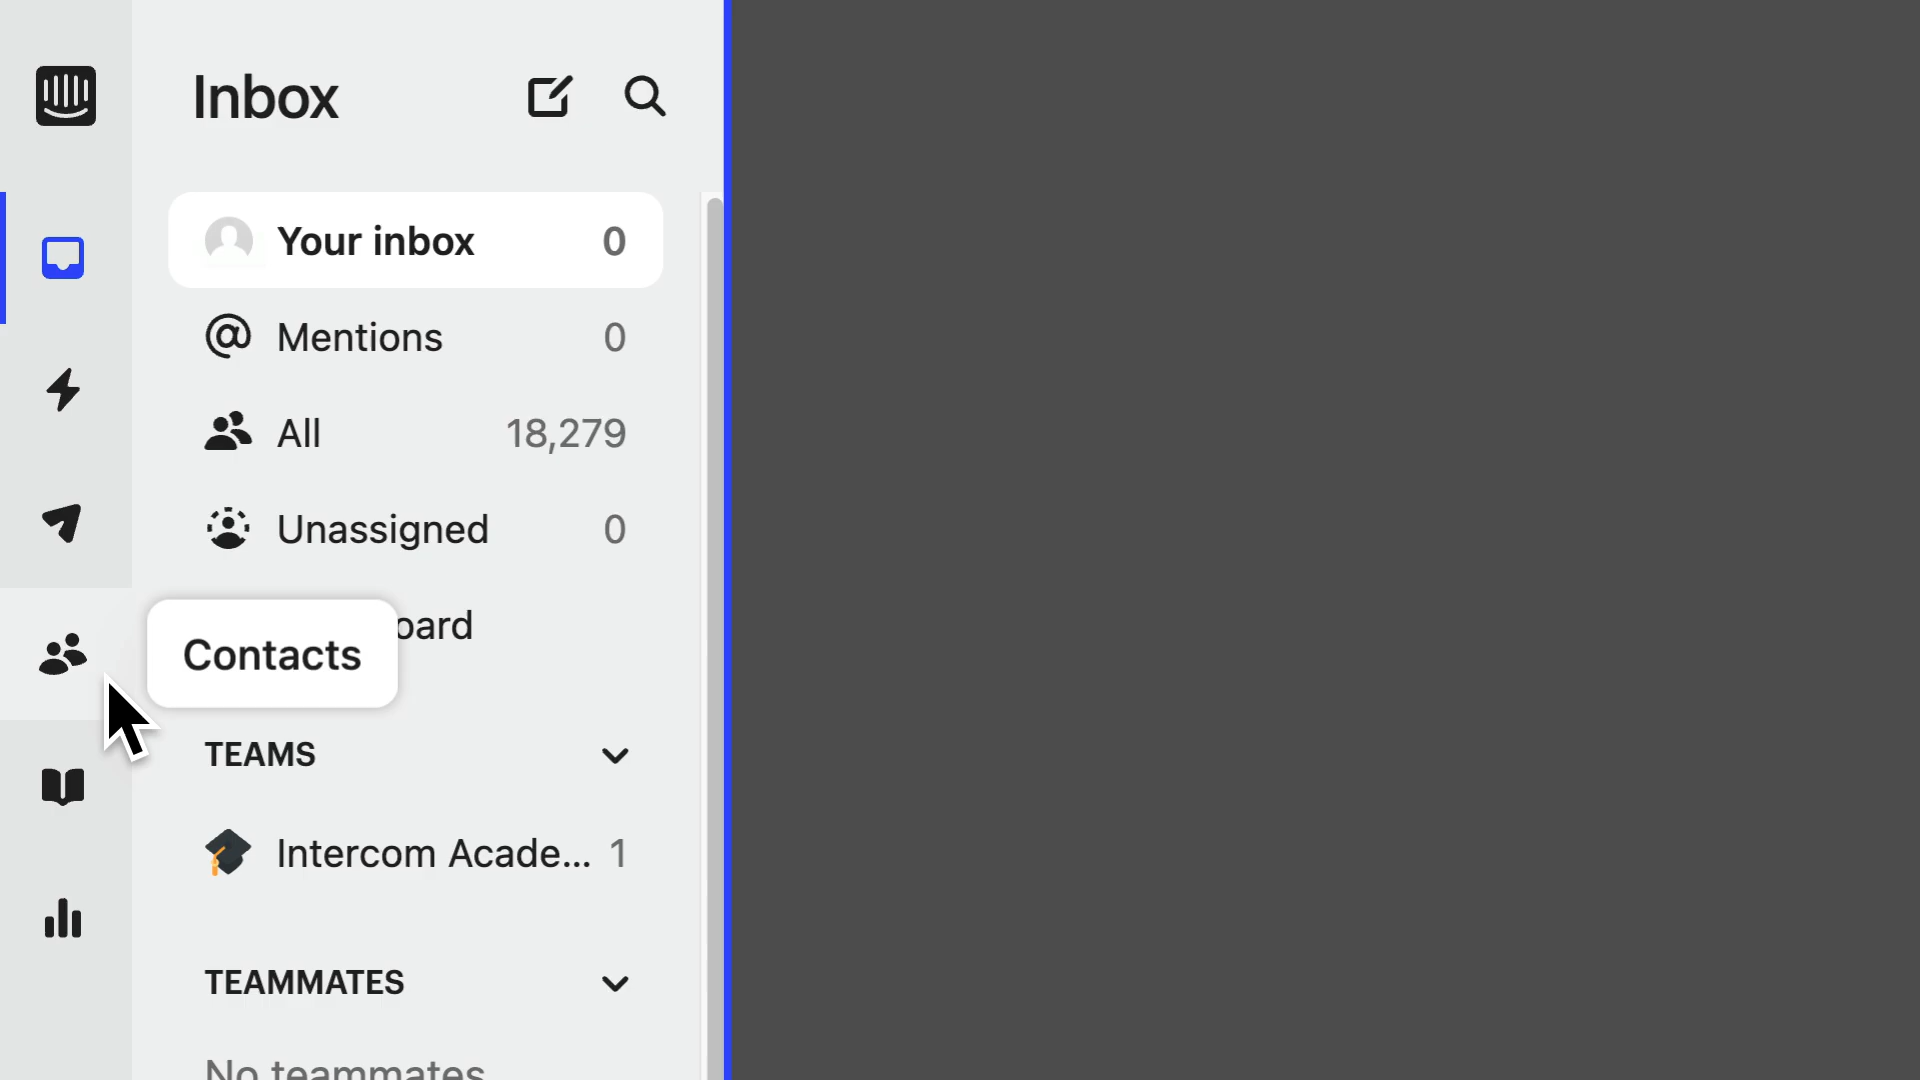 Inbox
Your inbox 0
Mentions 0
All 18,279
Unassigned 0
oard
Contacts
TEAMS
Intercom Acade... 1
TEAMMATES
No teammates